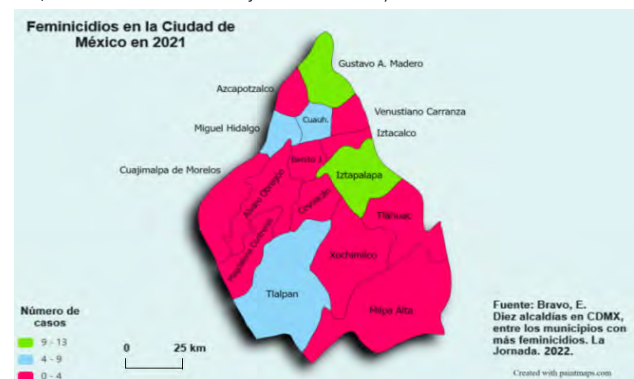 Feminicidios en la Ciudad de
México en 2021
Gustavo A. Madero
Azcapotzalco
Venustiano Carranza
Cuauh.
Miguel Hidalgo
Iztacalco
Benito J.
Cuajimalpa de Morelos
Iztapalapa
Alvaro Obregón
Coyoacán
Tláhuac
Magdalena Contreras
Xochimilco
Tlalpan
Milpa Alta
Número de
casos
9 - 13
4 - 9
0 - 4
0 25 km
Fuente: Bravo, E.
Diez alcaldías en CDMX,
entre los municipios con
más feminicidios. La
Jornada. 2022.
Created with paintmaps.com